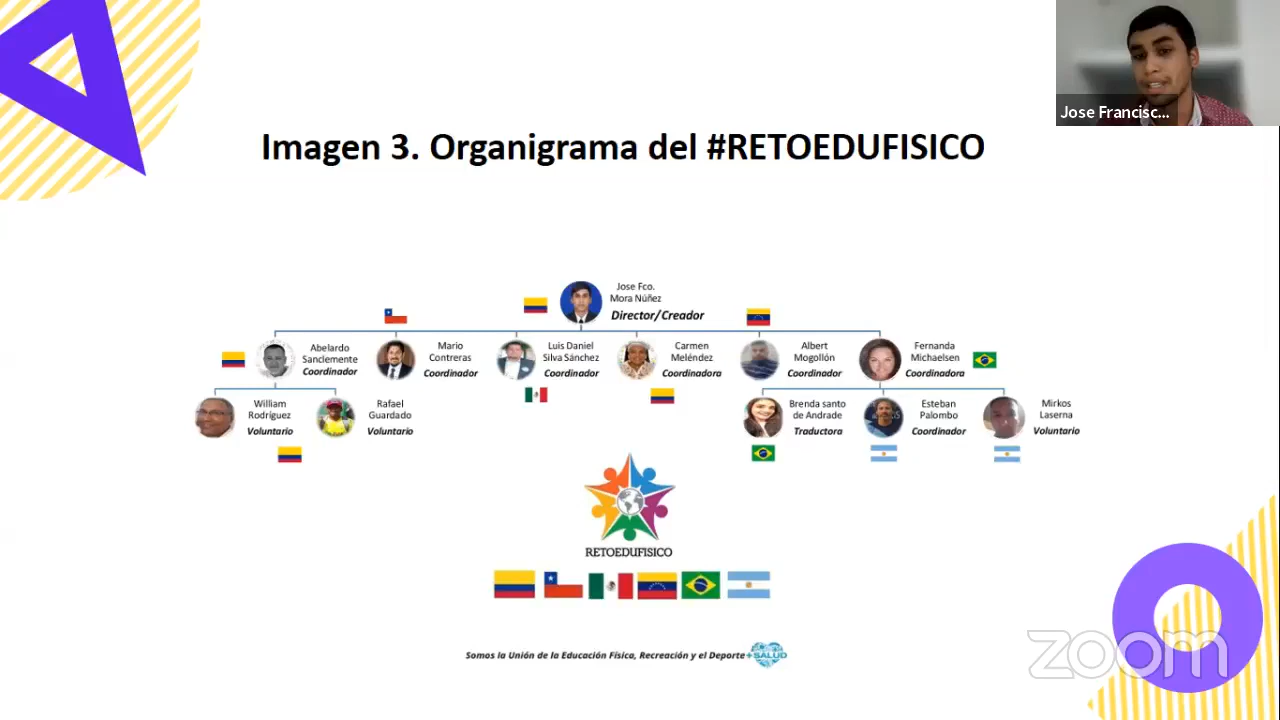 Jose Francisc...
Imagen 3. Organigrama del #RETOEDUFISICO
Jose Fco.
Mora Núñez
Director/Creador
Abelardo
Sanclemente
Coordinador
Mario
Contreras
Coordinador
Luis Daniel
Silva Sánchez
Coordinador
Carmen
Meléndez
Coordinadora
Albert
Mogollón
Coordinador
Fernanda
Michaelsen
Coordinadora
William
Rodríguez
Voluntario
Rafael
Guardado
Voluntario
Brenda santo
de Andrade
Traductora
Esteban
Palombo
Coordinador
Mirkos
Laserna
Voluntario
RETOEDUFISICO
Somos la Unión de la Educación Física, Recreación y el Deporte+SALUD
zoom